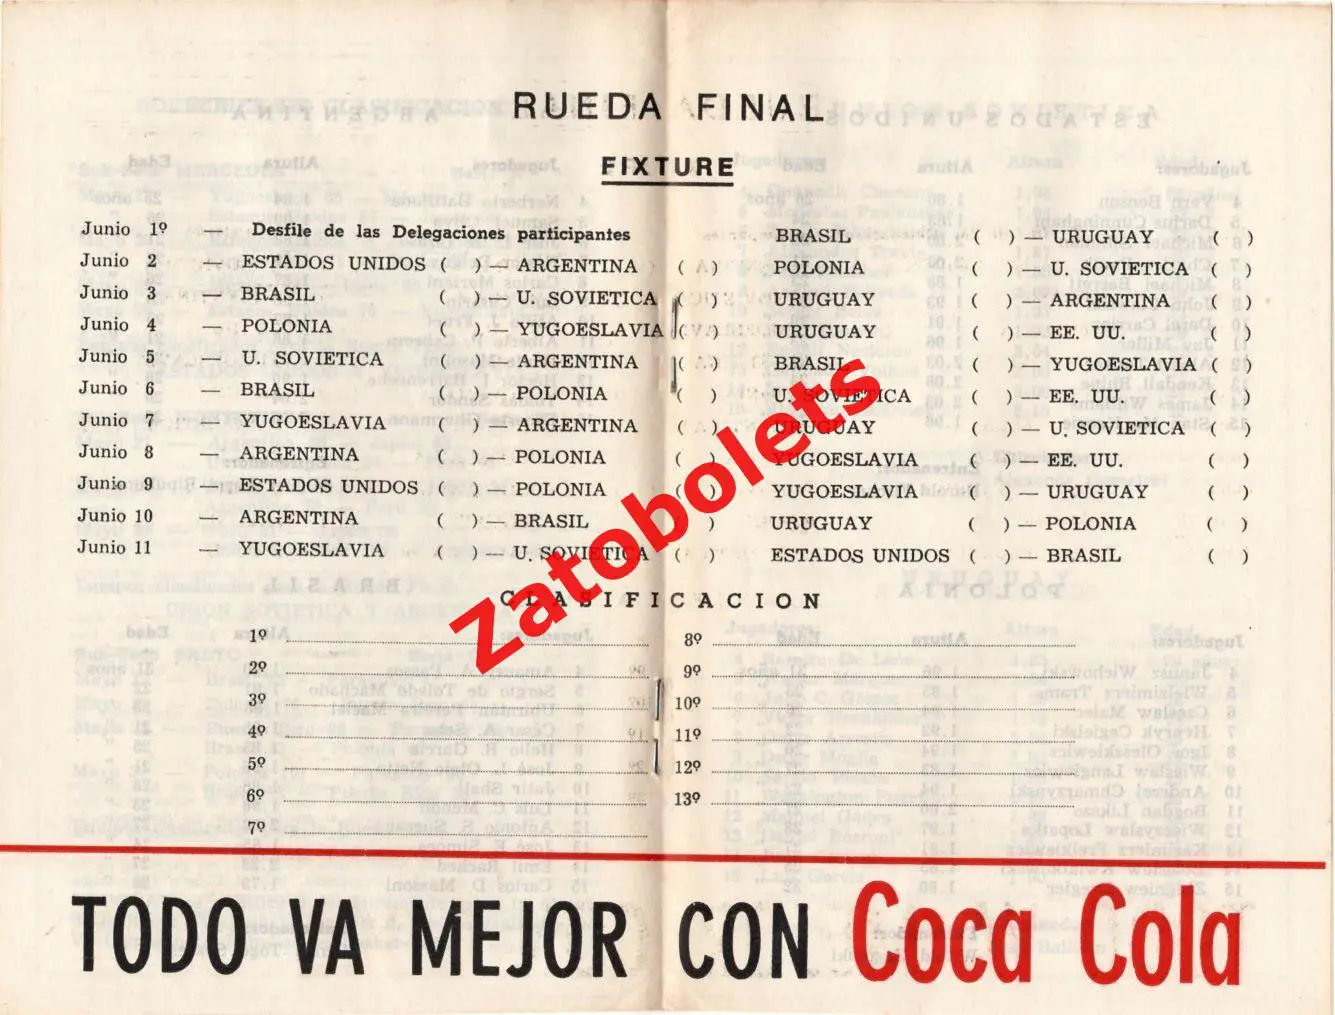 RUEDA FINAL
FIXTURE
Junio 1º — Desfile de las Delegaciones participantes BRASIL ( ) — URUGUAY ( )
Junio 2 — ESTADOS UNIDOS ( ) — ARGENTINA ( ) POLONIA ( ) — U. SOVIETICA ( )
Junio 3 — BRASIL ( ) — U. SOVIETICA ( ) URUGUAY ( ) — ARGENTINA ( )
Junio 4 — POLONIA ( ) — YUGOESLAVIA ( ) URUGUAY ( ) — EE. UU. ( )
Junio 5 — U. SOVIETICA ( ) — ARGENTINA ( ) BRASIL ( ) — YUGOESLAVIA ( )
Junio 6 — BRASIL ( ) — POLONIA ( ) U. SOVIETICA ( ) — EE. UU. ( )
Junio 7 — YUGOESLAVIA ( ) — ARGENTINA ( ) URUGUAY ( ) — U. SOVIETICA ( )
Junio 8 — ARGENTINA ( ) — POLONIA ( ) YUGOESLAVIA ( ) — EE. UU. ( )
Junio 9 — ESTADOS UNIDOS ( ) — POLONIA ( ) YUGOESLAVIA ( ) — URUGUAY ( )
Junio 10 — ARGENTINA ( ) — BRASIL ( ) URUGUAY ( ) — POLONIA ( )
Junio 11 — YUGOESLAVIA ( ) — U. SOVIETICA ( ) ESTADOS UNIDOS ( ) — BRASIL ( )
CLASIFICACION
1º
2º
3º
4º
5º
6º
7º
8º
9º
10º
11º
12º
13º
TODO VA MEJOR CON Coca Cola
Zatobolets